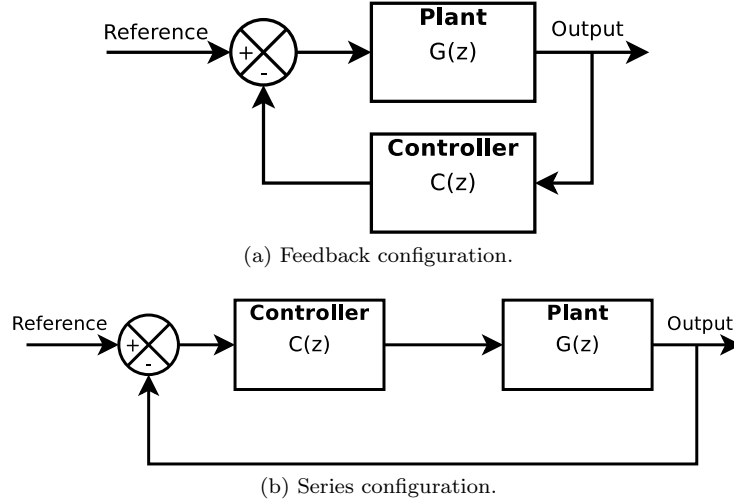 Reference
+
-
Plant
G(z)
Output
Controller
C(z)
(a) Feedback configuration.
Reference
+
-
Controller
C(z)
Plant
G(z)
Output
(b) Series configuration.